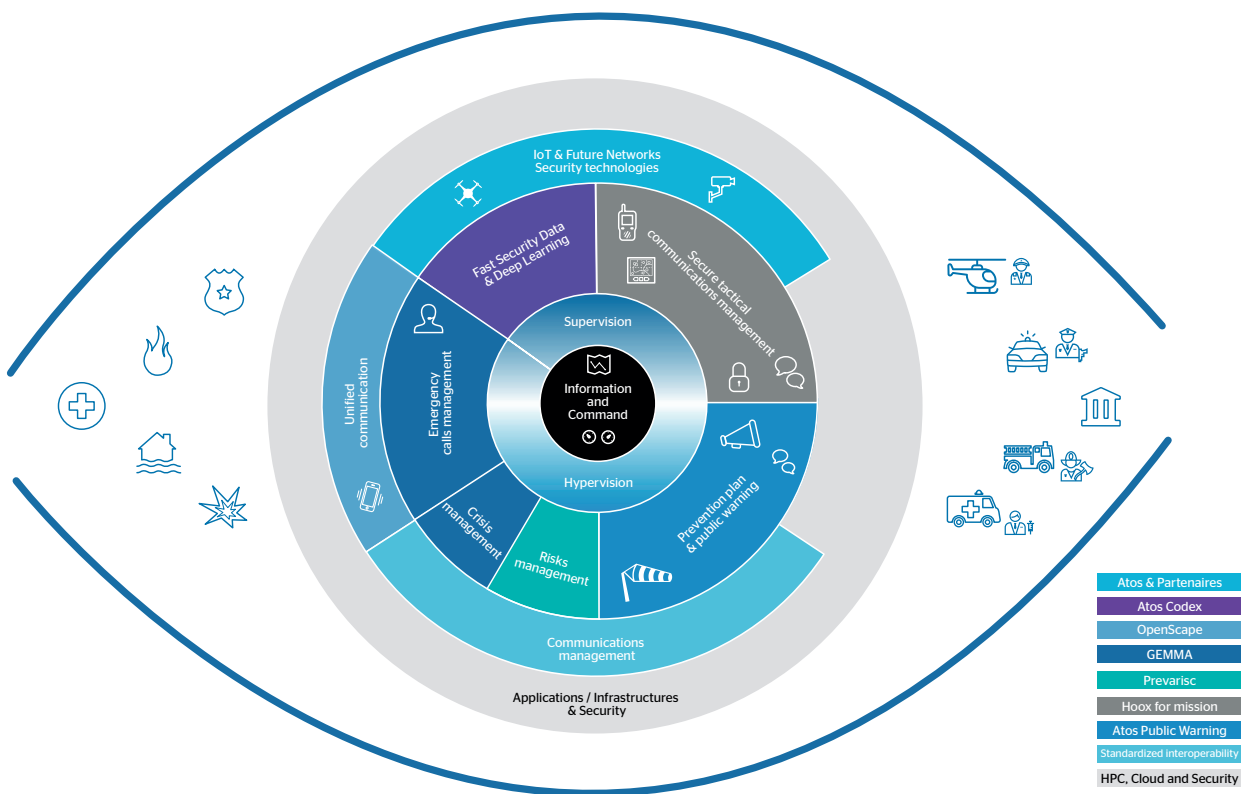 IoT & Future Networks
Security technologies
Fast Security Data
& Deep Learning
Secure tactical
communications management
Supervision
Information
and
Command
Hypervision
Unified
communication
Emergency
calls management
Crisis
management
Risks
management
Prevention plan
& public warning
Communications
management
Applications / Infrastructures
& Security
Atos & Partenaires
Atos Codex
OpenScape
GEMMA
Prevarisc
Hoox for mission
Atos Public Warning
Standardized interoperability
HPC, Cloud and Security